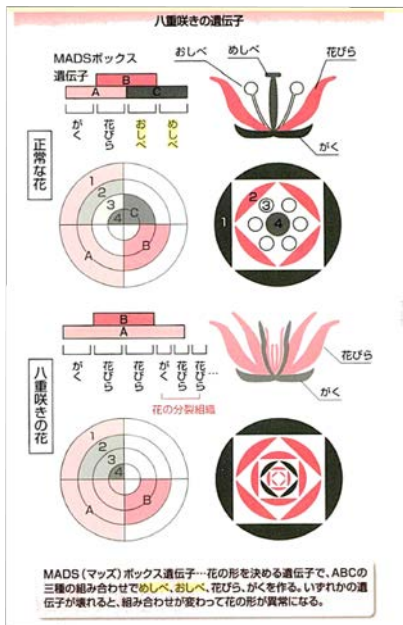 八重咲きの遺伝子
MADSボックス
遺伝子
B
A
C
がく
花びら
おしべ
めしべ
おしべ
めしべ
花びら
がく
正常な花
1
2
3
4
C
A
B
1
2
3
4
B
A
がく
花びら
花びら
がく
花びら
花びら
…
花の分裂組織
花びら
がく
八重咲きの花
1
2
3
4
A
B
MADS（マッズ）ボックス遺伝子…花の形を決める遺伝子で、ABCの
三種の組み合わせでめしべ、おしべ、花びら、がくを作る。いずれかの遺
伝子が壊れると、組み合わせが変わって花の形が異常になる。